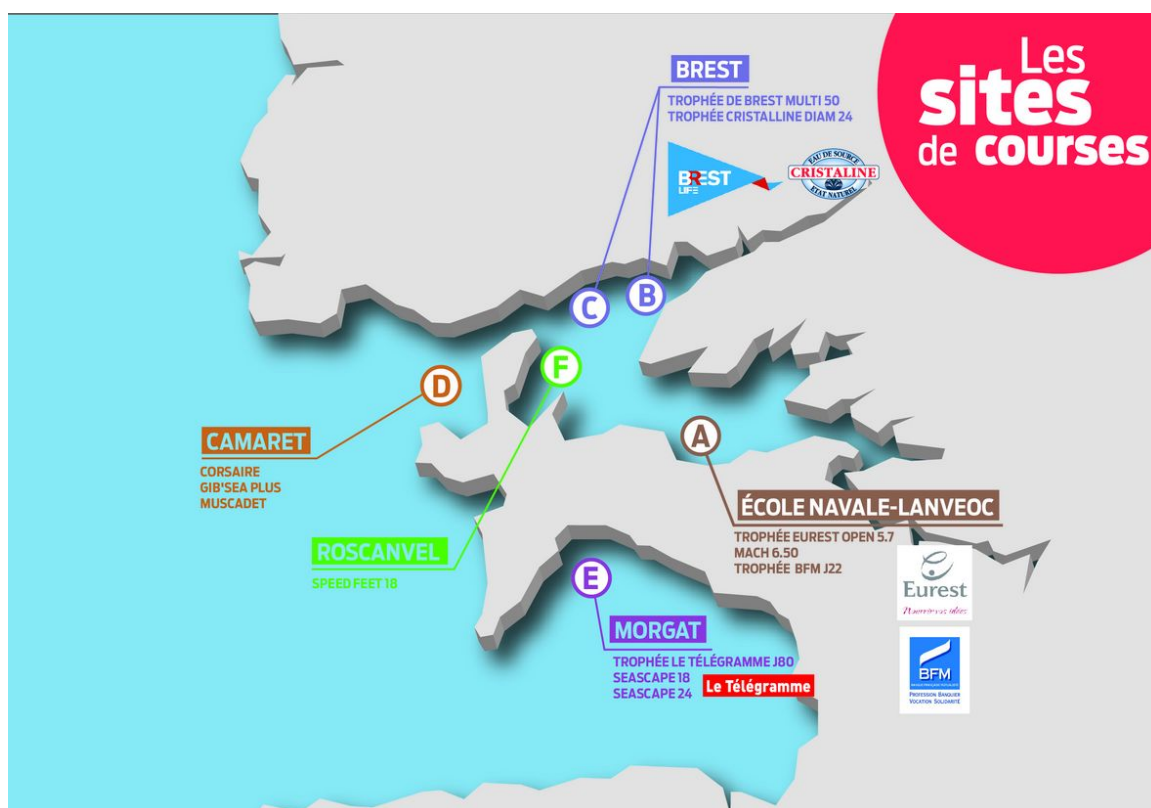 Les
sites
de courses
BREST
TROPHÉE DE BREST MULTI 50
TROPHÉE CRISTALLINE DIAM 24
BREST
LIFE
EAU DE SOURCE
CRISTALINE
ETAT NATUREL
C
B
F
D
A
CAMARET
CORSAIRE
GIB'SEA PLUS
MUSCADET
ÉCOLE NAVALE-LANVEOC
TROPHÉE EUREST OPEN 5.7
MACH 6.50
TROPHÉE BFM J22
Eurest
ROSCANVEL
SPEED FEET 18
E
MORGAT
TROPHÉE LE TÉLÉGRAMME J80
SEASCAPE 18
SEASCAPE 24
Le Télégramme
BFM
PROFESSION BANQUIER
VOCATION SOLIDARITÉ